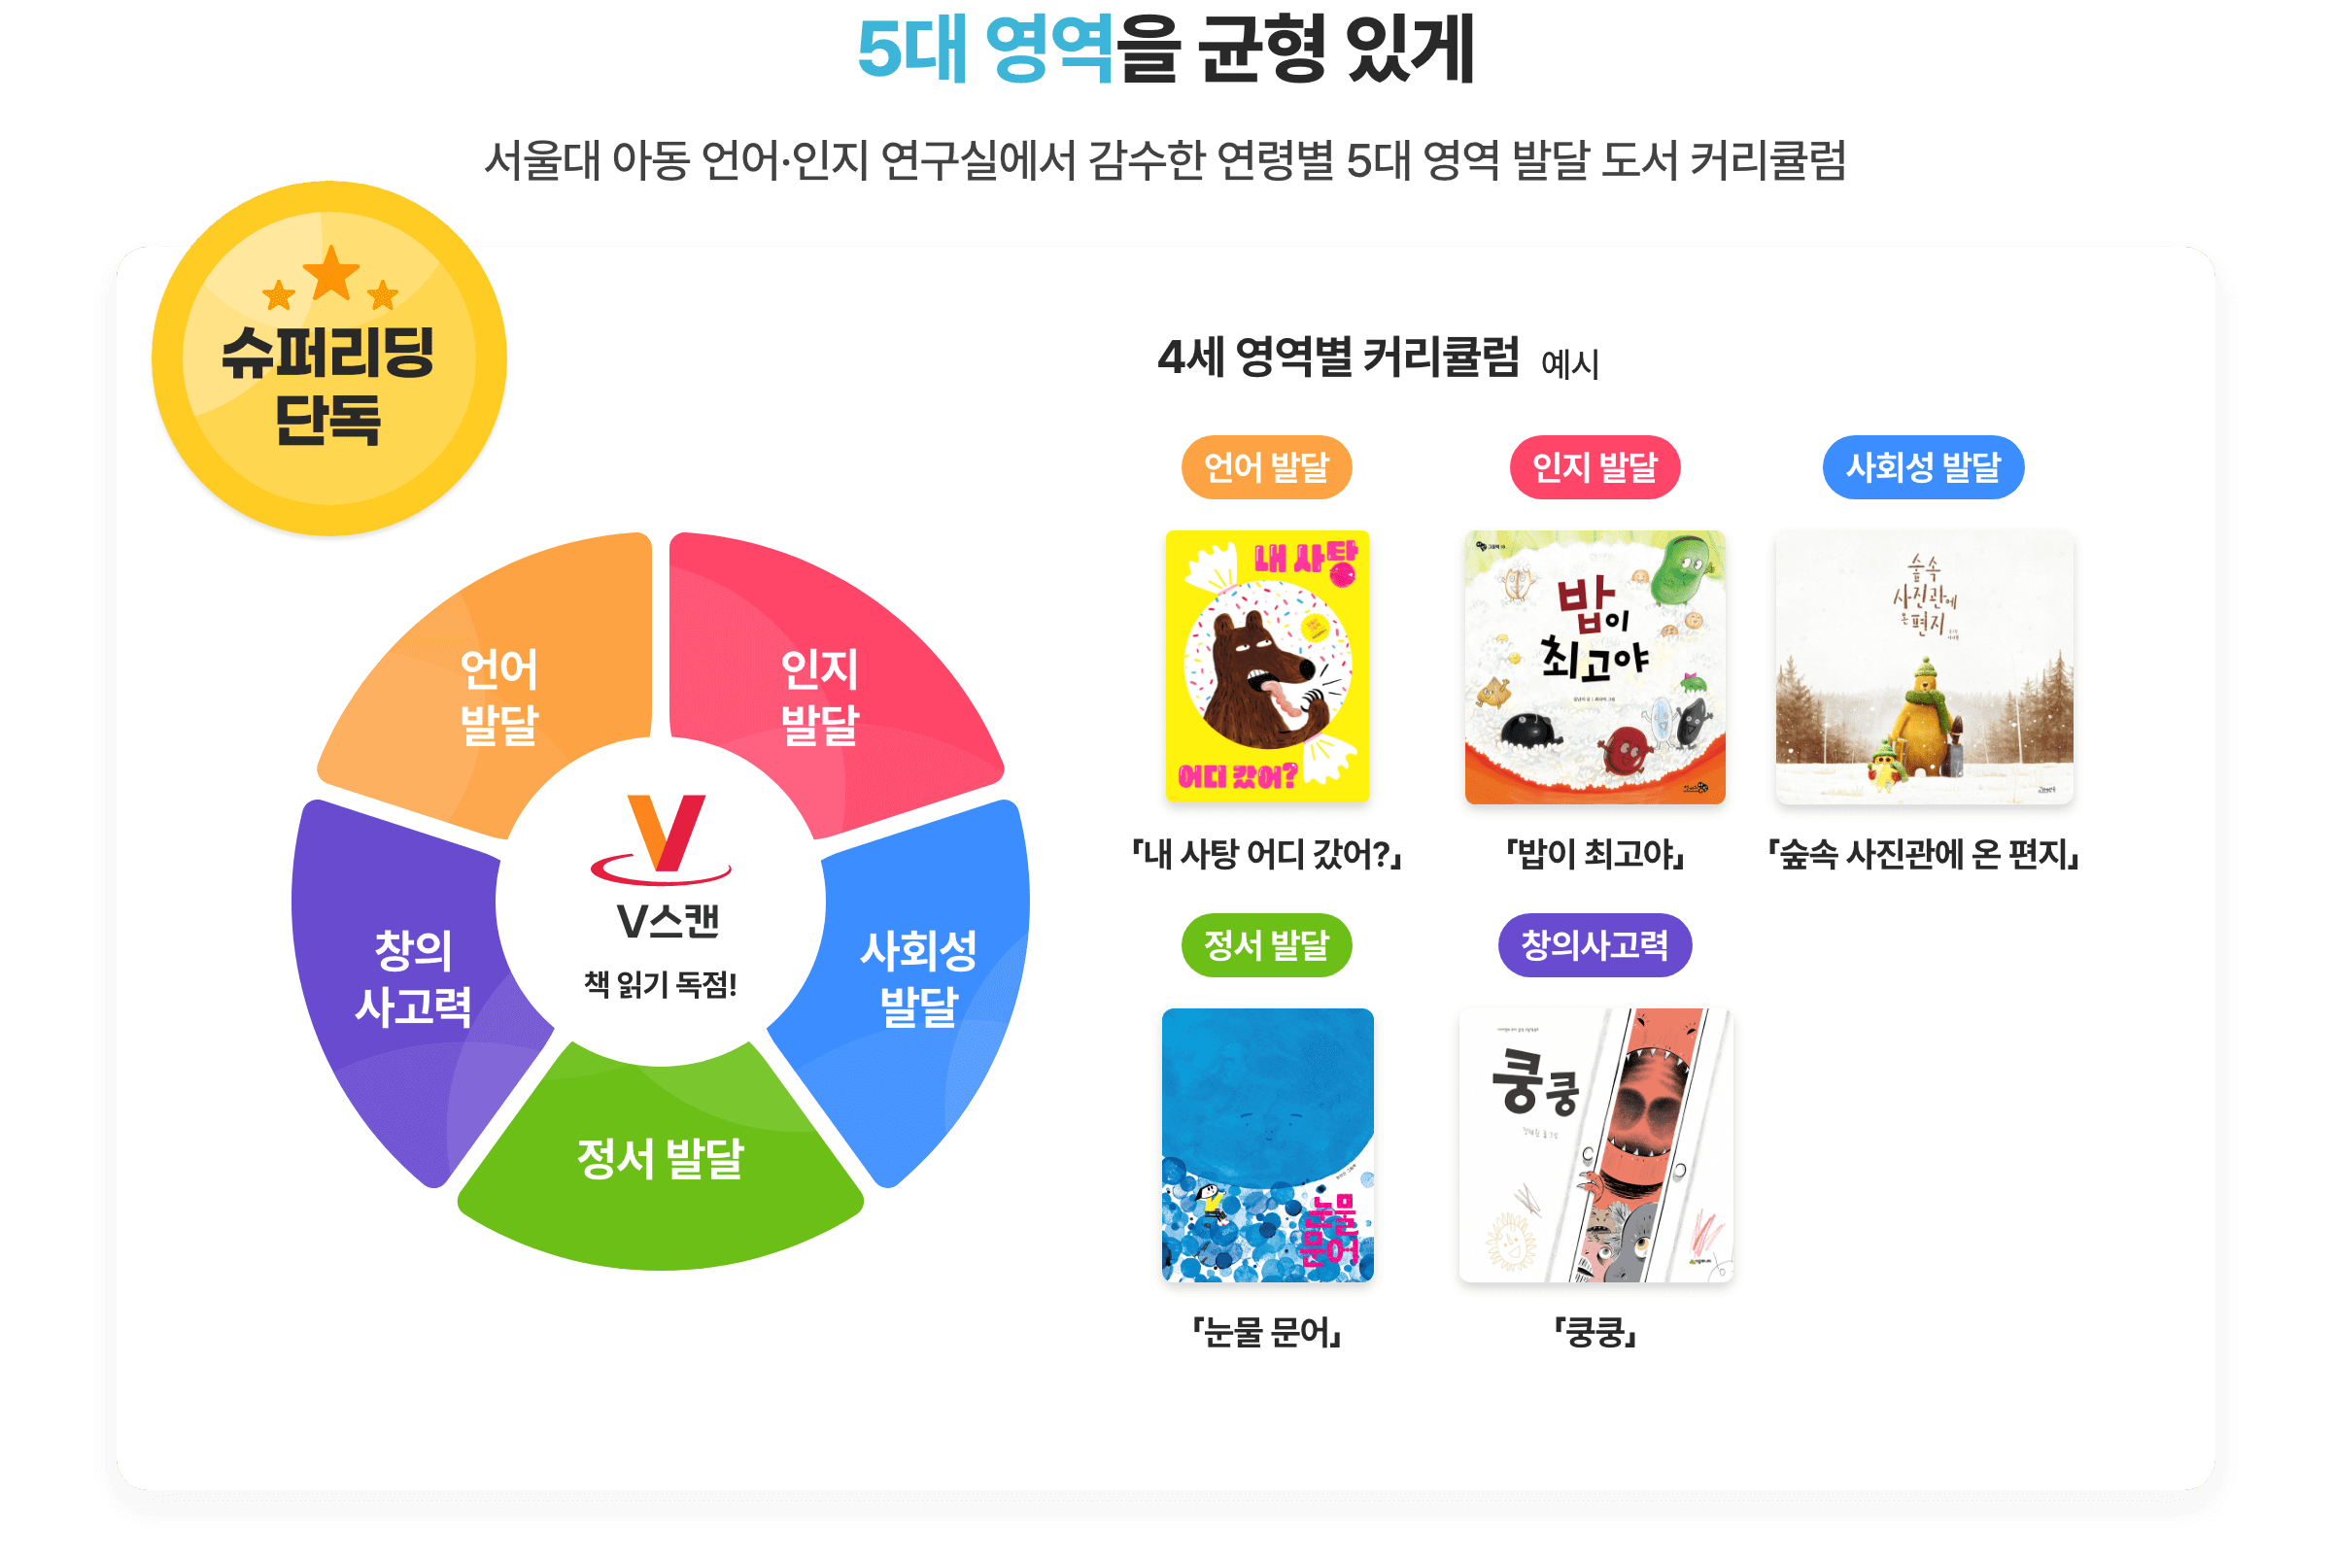 5대 영역을 균형 있게
서울대 아동 언어·인지 연구실에서 감수한 연령별 5대 영역 발달 도서 커리큘럼
슈퍼리딩
단독
언어
발달
인지
발달
창의
사고력
사회성
발달
정서 발달
V스캔
책 읽기 독점!
4세 영역별 커리큘럼 예시
언어 발달
인지 발달
사회성 발달
내 사탕
어디 갔어?
밥이
최고야
숲속
사진관에
온 편지
「내 사탕 어디 갔어?」
「밥이 최고야」
「숲속 사진관에 온 편지」
정서 발달
창의사고력
눈물
문어
쿵쿵
「눈물 문어」
「쿵쿵」